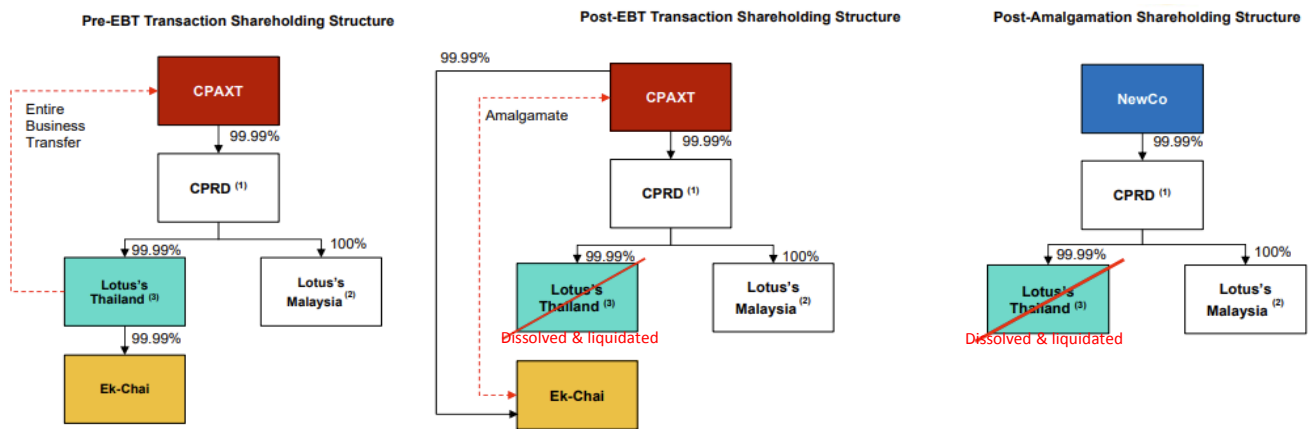 Pre-EBT Transaction Shareholding Structure
CPAXT
Entire
Business
Transfer
99.99%
CPRD (1)
99.99%
100%
Lotus's
Thailand (3)
Lotus's
Malaysia (2)
99.99%
Ek-Chai
Post-EBT Transaction Shareholding Structure
99.99%
CPAXT
Amalgamate
99.99%
CPRD (1)
99.99%
100%
Lotus's
Thailand (3)
Lotus's
Malaysia (2)
Dissolved & liquidated
Ek-Chai
Post-Amalgamation Shareholding Structure
NewCo
99.99%
CPRD (1)
99.99%
100%
Lotus's
Thailand (3)
Lotus's
Malaysia (2)
Dissolved & liquidated